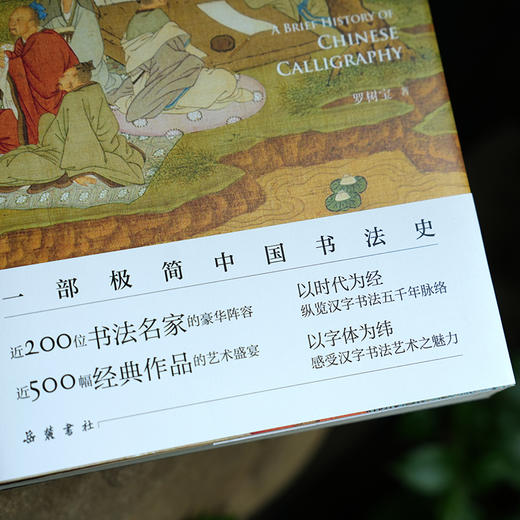 A BRIEF HISTORY OF
CHINESE
CALLIGRAPHY
罗树宝 著
一部极简中国书法史
近200位书法名家的豪华阵容
近500幅经典作品的艺术盛宴
以时代为经
纵览汉字书法五千年脉络
以字体为纬
感受汉字书法艺术之魅力
岳麓书社